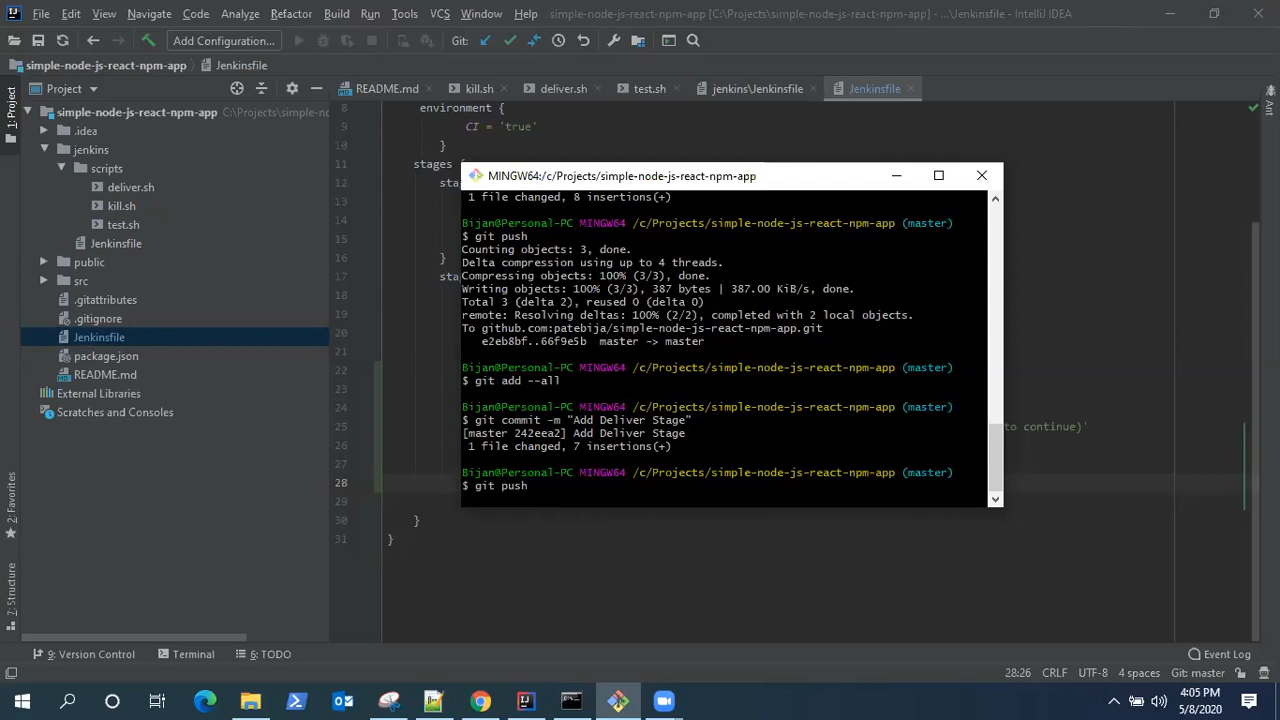 File Edit View Navigate Code Analyze Refactor Build Run Tools VCS Window Help simple-node-js-react-npm-app [C:\Projects\simple-node-js-react-npm-app] - ...\Jenkinsfile - IntelliJ IDEA
Add Configuration... Git:
simple-node-js-react-npm-app Jenkinsfile
Project README.md kill.sh deliver.sh test.sh jenkins\Jenkinsfile Jenkinsfile
1: Project
Ant
simple-node-js-react-npm-app C:\Projects\simple-no
.idea
jenkins
scripts
deliver.sh
kill.sh
test.sh
Jenkinsfile
public
src
.gitattributes
.gitignore
Jenkinsfile
package.json
README.md
External Libraries
Scratches and Consoles
2: Favorites
7: Structure
8 environment {
9 CI = 'true'
10 }
11 stages {
12 sta
13
14
15
16 }
17 sta
18
19
20
21
22
23
24
25 to continue)'
26
27
28
29
30 }
31 }
MINGW64:/c/Projects/simple-node-js-react-npm-app
1 file changed, 8 insertions(+)
Bijan@Personal-PC MINGW64 /c/Projects/simple-node-js-react-npm-app (master)
$ git push
Counting objects: 3, done.
Delta compression using up to 4 threads.
Compressing objects: 100% (3/3), done.
Writing objects: 100% (3/3), 387 bytes | 387.00 KiB/s, done.
Total 3 (delta 2), reused 0 (delta 0)
remote: Resolving deltas: 100% (2/2), completed with 2 local objects.
To github.com:patebija/simple-node-js-react-npm-app.git
e2eb8bf..66f9e5b master -> master
Bijan@Personal-PC MINGW64 /c/Projects/simple-node-js-react-npm-app (master)
$ git add --all
Bijan@Personal-PC MINGW64 /c/Projects/simple-node-js-react-npm-app (master)
$ git commit -m "Add Deliver Stage"
[master 242eea2] Add Deliver Stage
1 file changed, 7 insertions(+)
Bijan@Personal-PC MINGW64 /c/Projects/simple-node-js-react-npm-app (master)
$ git push
9: Version Control Terminal 6: TODO Event Log
28:26 CRLF UTF-8 4 spaces Git: master
4:05 PM
5/8/2020